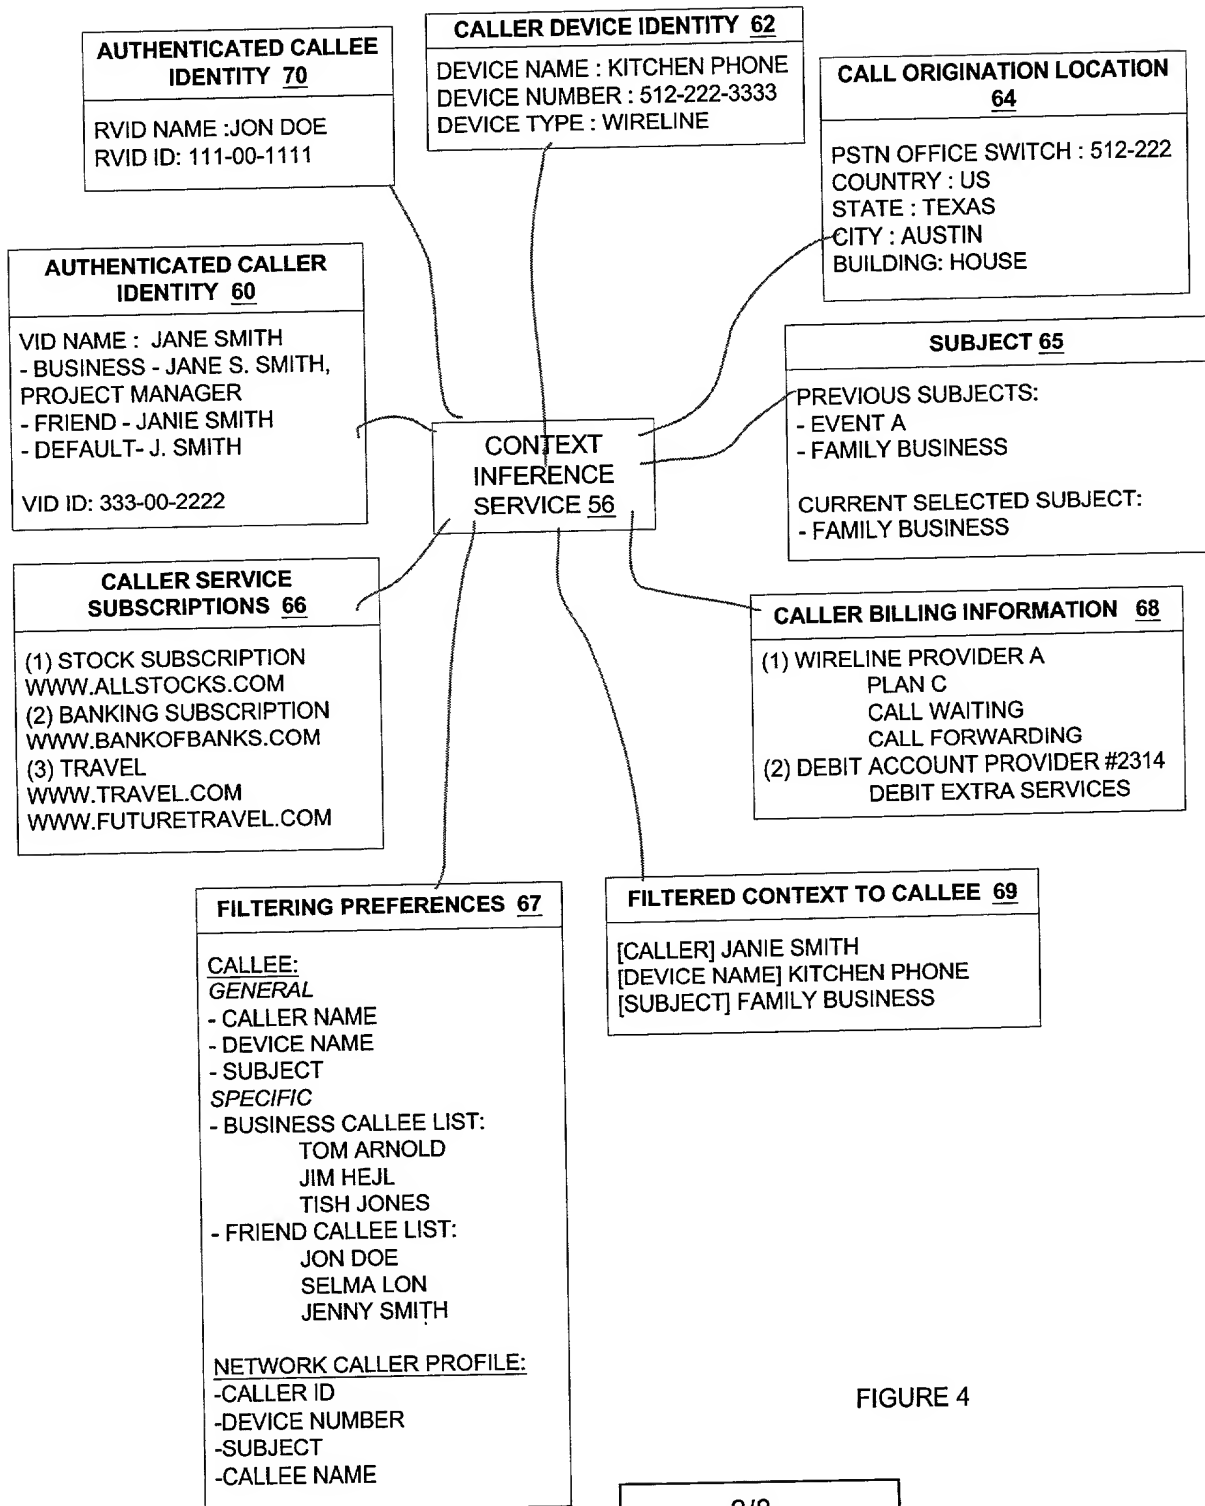 AUTHENTICATED CALLEE
IDENTITY 70
RVID NAME :JON DOE
RVID ID: 111-00-1111
CALLER DEVICE IDENTITY 62
DEVICE NAME : KITCHEN PHONE
DEVICE NUMBER : 512-222-3333
DEVICE TYPE : WIRELINE
CALL ORIGINATION LOCATION
64
PSTN OFFICE SWITCH : 512-222
COUNTRY : US
STATE : TEXAS
CITY : AUSTIN
BUILDING: HOUSE
AUTHENTICATED CALLER
IDENTITY 60
VID NAME : JANE SMITH
- BUSINESS - JANE S. SMITH,
PROJECT MANAGER
- FRIEND - JANIE SMITH
- DEFAULT- J. SMITH
VID ID: 333-00-2222
CONTEXT
INFERENCE
SERVICE 56
SUBJECT 65
PREVIOUS SUBJECTS:
- EVENT A
- FAMILY BUSINESS
CURRENT SELECTED SUBJECT:
- FAMILY BUSINESS
CALLER SERVICE
SUBSCRIPTIONS 66
(1) STOCK SUBSCRIPTION
WWW.ALLSTOCKS.COM
(2) BANKING SUBSCRIPTION
WWW.BANKOFBANKS.COM
(3) TRAVEL
WWW.TRAVEL.COM
WWW.FUTURETRAVEL.COM
CALLER BILLING INFORMATION 68
(1) WIRELINE PROVIDER A
PLAN C
CALL WAITING
CALL FORWARDING
(2) DEBIT ACCOUNT PROVIDER #2314
DEBIT EXTRA SERVICES
FILTERING PREFERENCES 67
CALLEE:
GENERAL
- CALLER NAME
- DEVICE NAME
- SUBJECT
SPECIFIC
- BUSINESS CALLEE LIST:
TOM ARNOLD
JIM HEJL
TISH JONES
- FRIEND CALLEE LIST:
JON DOE
SELMA LON
JENNY SMITH
NETWORK CALLER PROFILE:
-CALLER ID
-DEVICE NUMBER
-SUBJECT
-CALLEE NAME
FILTERED CONTEXT TO CALLEE 69
[CALLER] JANIE SMITH
[DEVICE NAME] KITCHEN PHONE
[SUBJECT] FAMILY BUSINESS
FIGURE 4